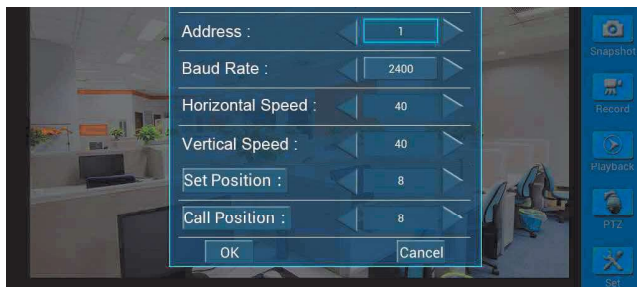 Address : 1
Snapshot
Baud Rate : 2400
Horizontal Speed : 40
Record
Vertical Speed : 40
Playback
Set Position : 8
Call Position : 8
PTZ
OK Cancel
Set